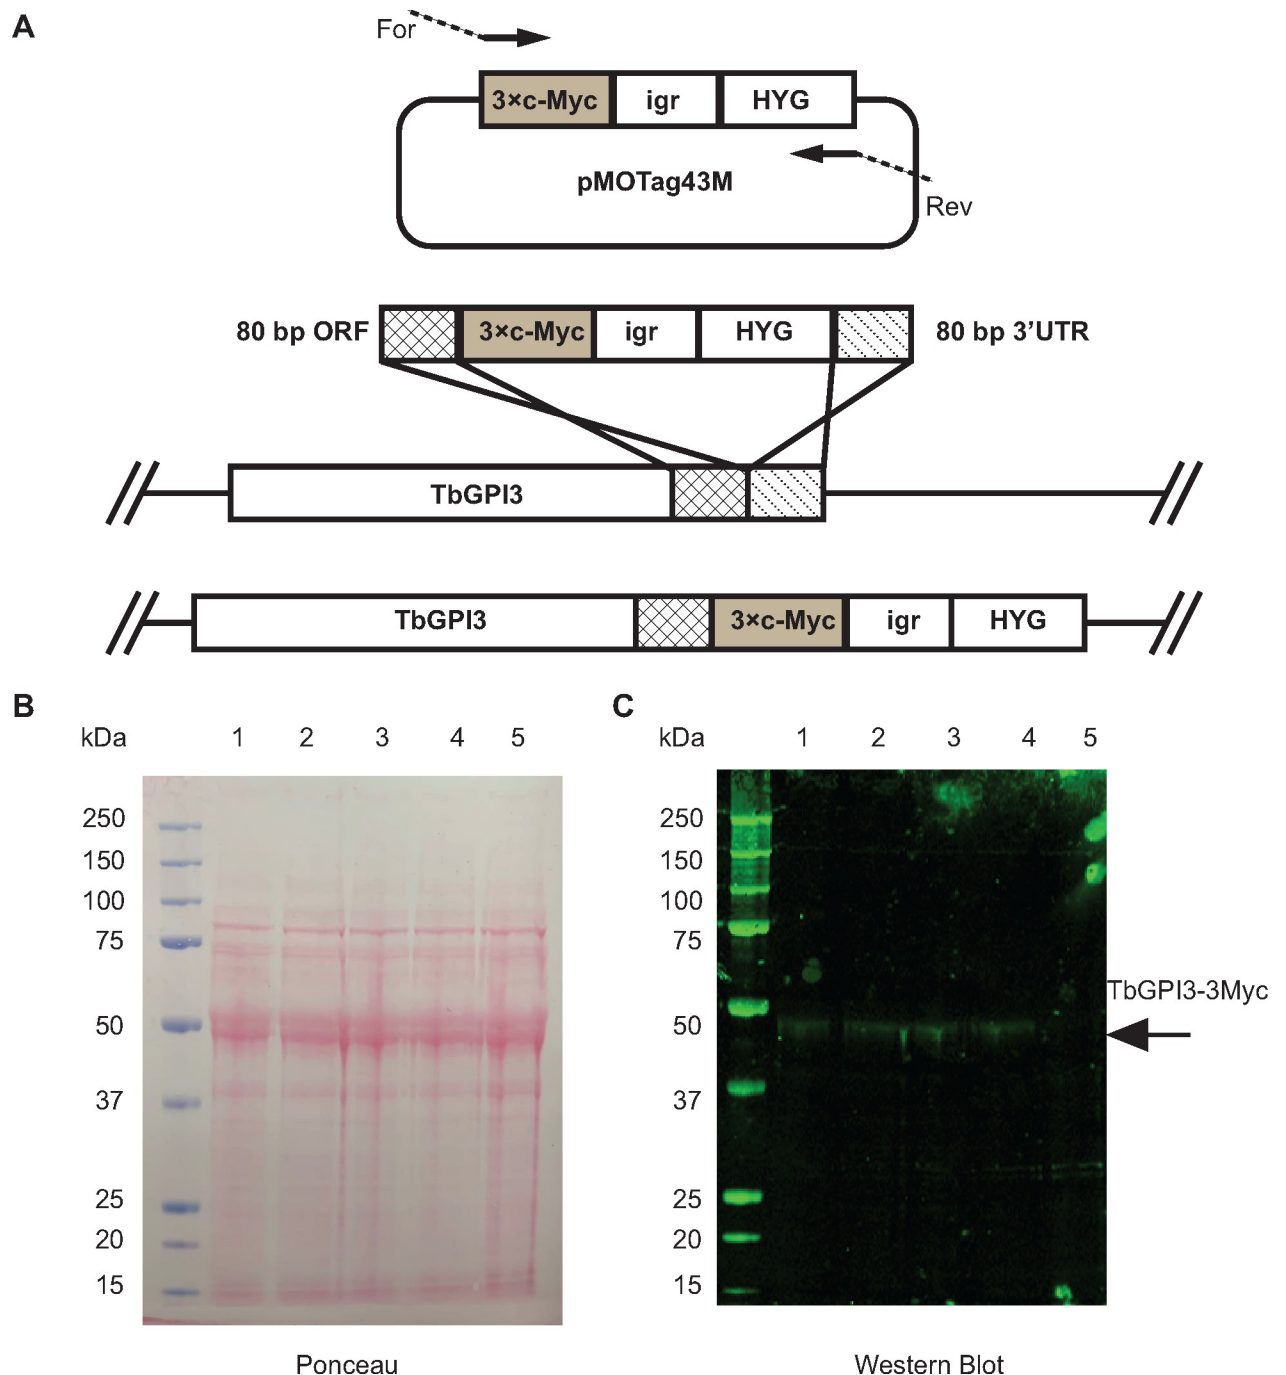 A
For
3×c-Myc igr HYG
pMOTag43M
Rev
80 bp ORF 3×c-Myc igr HYG 80 bp 3’UTR
TbGPI3
TbGPI3 3×c-Myc igr HYG
B
kDa 1 2 3 4 5
250
150
100
75
50
37
25
20
15
Ponceau
C
kDa 1 2 3 4 5
250
150
100
75
50
37
25
20
15
TbGPI3-3Myc
Western Blot